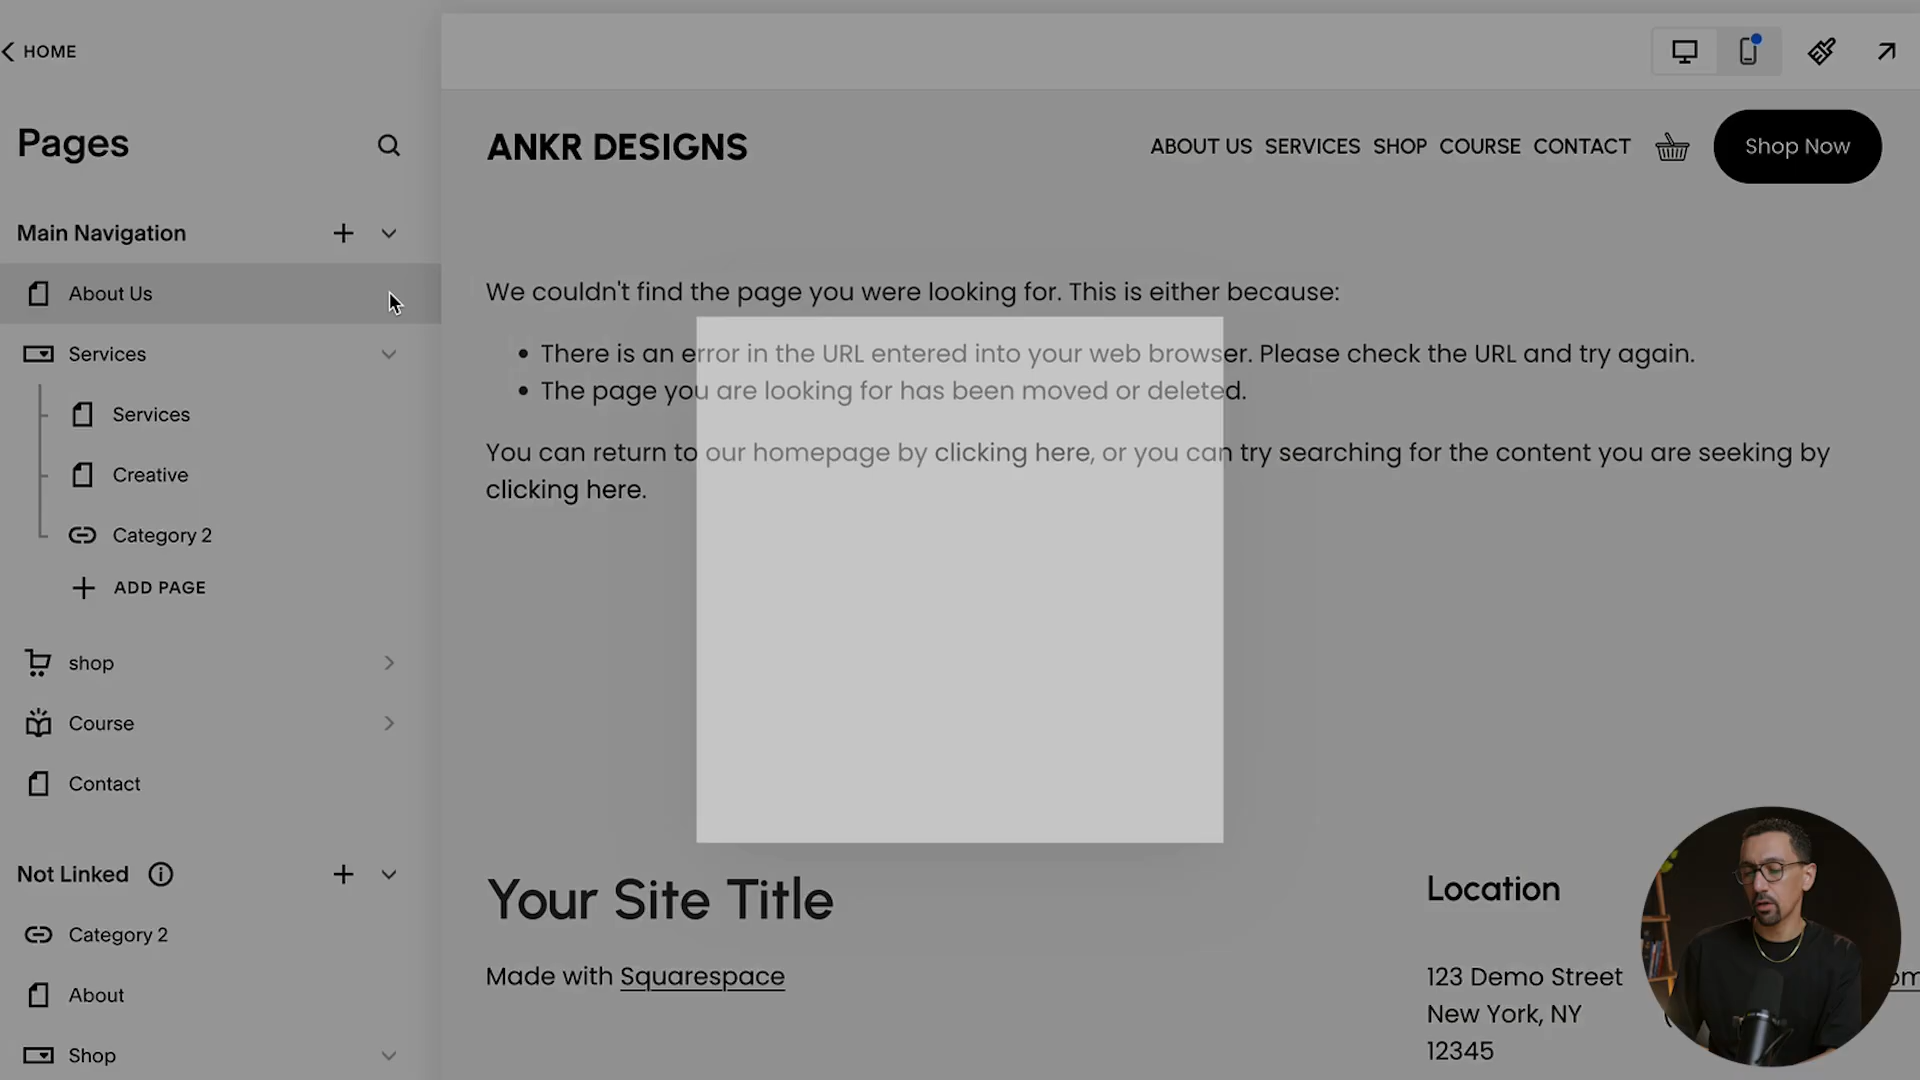 HOME
Pages
Main Navigation
About Us
Services
Services
Creative
Category 2
ADD PAGE
shop
Course
Contact
Not Linked
Category 2
About
Shop
ANKR DESIGNS
ABOUT US SERVICES SHOP COURSE CONTACT
Shop Now
We couldn't find the page you were looking for. This is either because:
There is an error in the URL entered into your web browser. Please check the URL and try again.
The page you are looking for has been moved or deleted.
You can return to our homepage by clicking here, or you can try searching for the content you are seeking by
clicking here.
Your Site Title
Made with Squarespace
Location
123 Demo Street
New York, NY
12345